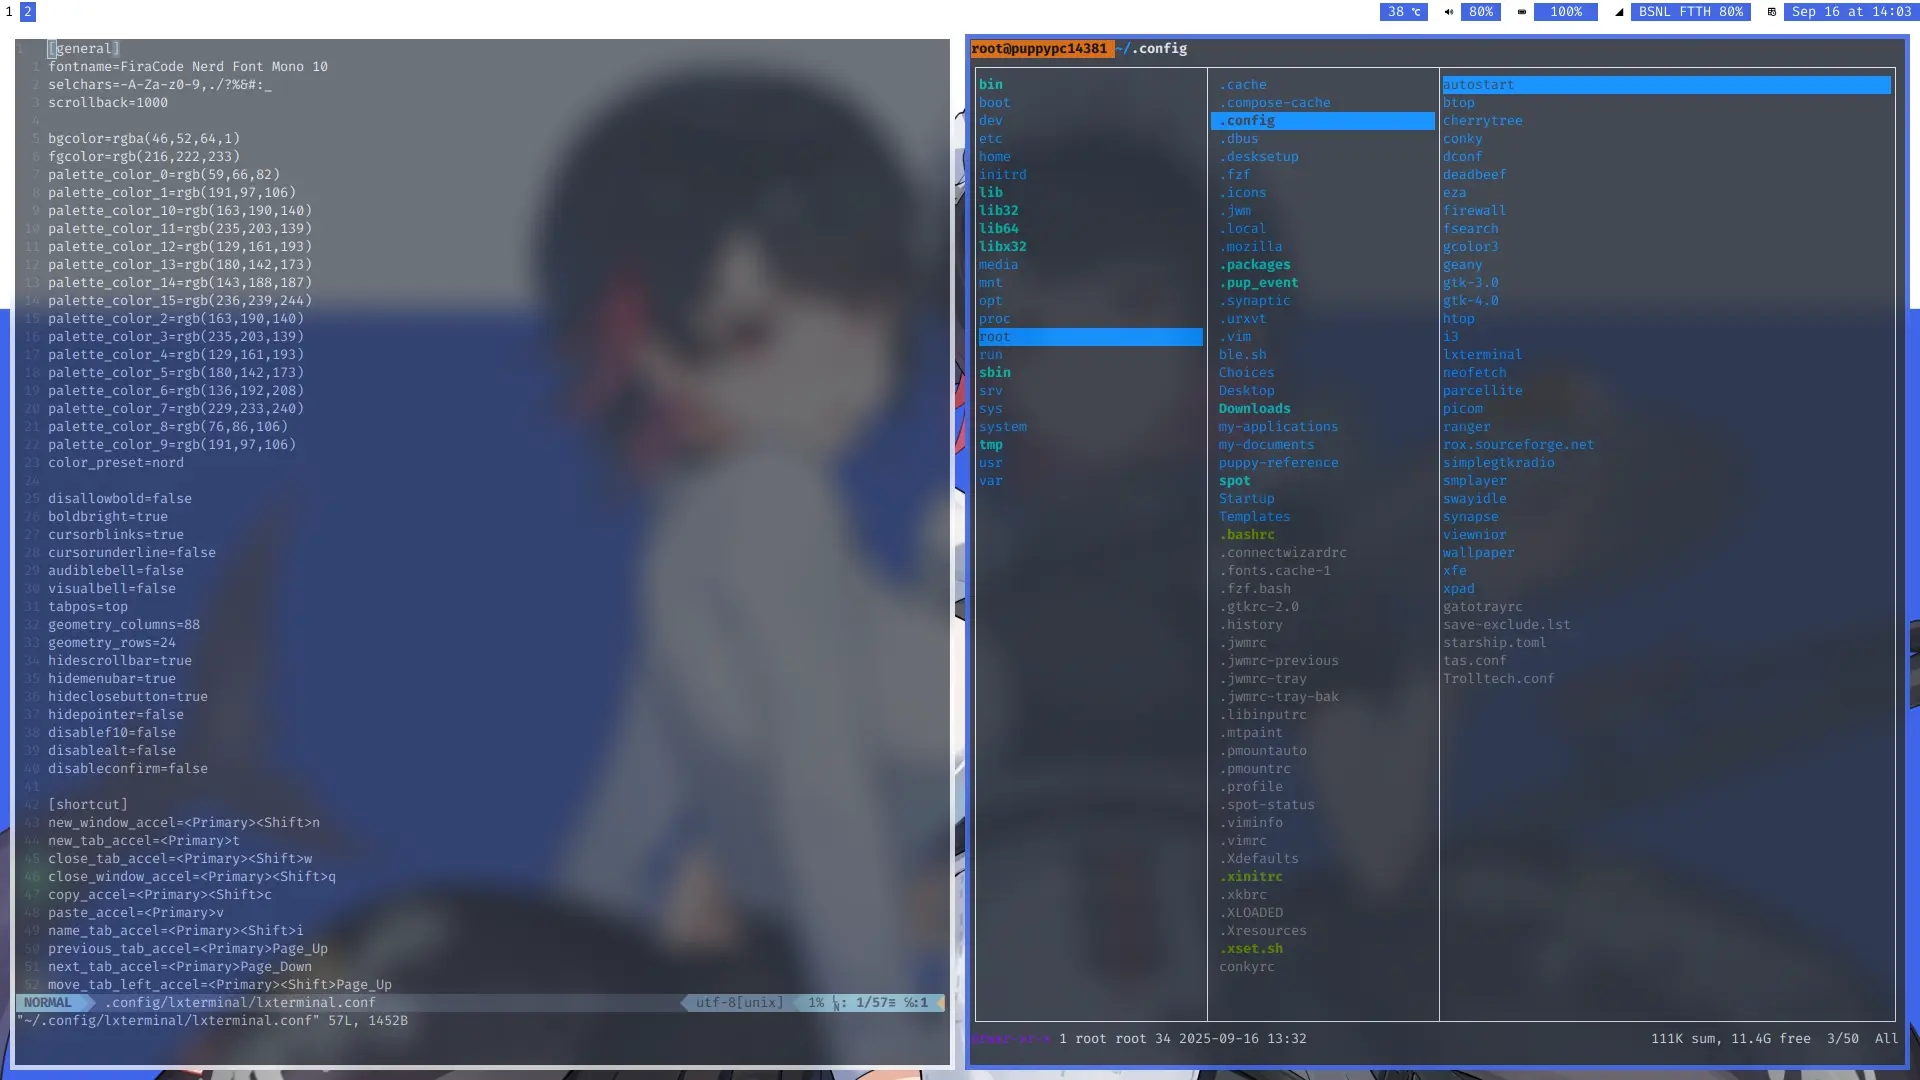 1 2 38 ℃ 80% 100% BSNL FTTH 80% Sep 16 at 14:03
1 [general]
1 fontname=FiraCode Nerd Font Mono 10
2 selchars=-A-Za-z0-9,./?%&#:_
3 scrollback=1000
4
5 bgcolor=rgba(46,52,64,1)
6 fgcolor=rgb(216,222,233)
7 palette_color_0=rgb(59,66,82)
8 palette_color_1=rgb(191,97,106)
9 palette_color_10=rgb(163,190,140)
10 palette_color_11=rgb(235,203,139)
11 palette_color_12=rgb(129,161,193)
12 palette_color_13=rgb(180,142,173)
13 palette_color_14=rgb(143,188,187)
14 palette_color_15=rgb(236,239,244)
15 palette_color_2=rgb(163,190,140)
16 palette_color_3=rgb(235,203,139)
17 palette_color_4=rgb(129,161,193)
18 palette_color_5=rgb(180,142,173)
19 palette_color_6=rgb(136,192,208)
20 palette_color_7=rgb(229,233,240)
21 palette_color_8=rgb(76,86,106)
22 palette_color_9=rgb(191,97,106)
23 color_preset=nord
24
25 disallowbold=false
26 boldbright=true
27 cursorblinks=true
28 cursorunderline=false
29 audiblebell=false
30 visualbell=false
31 tabpos=top
32 geometry_columns=88
33 geometry_rows=24
34 hidescrollbar=true
35 hidemenubar=true
36 hideclosebutton=true
37 hidepointer=false
38 disablef10=false
39 disablealt=false
40 disableconfirm=false
41
42 [shortcut]
43 new_window_accel=<Primary><Shift>n
44 new_tab_accel=<Primary>t
45 close_tab_accel=<Primary><Shift>w
46 close_window_accel=<Primary><Shift>q
47 copy_accel=<Primary><Shift>c
48 paste_accel=<Primary>v
49 name_tab_accel=<Primary><Shift>i
50 previous_tab_accel=<Primary>Page_Up
51 next_tab_accel=<Primary>Page_Down
52 move_tab_left_accel=<Primary><Shift>Page_Up
NORMAL .config/lxterminal/lxterminal.conf utf-8[unix] 1% ㏑: 1/57≡ ℅:1
"~/.config/lxterminal/lxterminal.conf" 57L, 1452B
root@puppypc14381 ~/.config
bin
boot
dev
etc
home
initrd
lib
lib32
lib64
libx32
media
mnt
opt
proc
root
run
sbin
srv
sys
system
tmp
usr
var
.cache
.compose-cache
.config
.dbus
.desksetup
.fzf
.icons
.jwm
.local
.mozilla
.packages
.pup_event
.synaptic
.urxvt
.vim
ble.sh
Choices
Desktop
Downloads
my-applications
my-documents
puppy-reference
spot
Startup
Templates
.bashrc
.connectwizardrc
.fonts.cache-1
.fzf.bash
.gtkrc-2.0
.history
.jwmrc
.jwmrc-previous
.jwmrc-tray
.jwmrc-tray-bak
.libinputrc
.mtpaint
.pmountauto
.pmountrc
.profile
.spot-status
.viminfo
.vimrc
.Xdefaults
.xinitrc
.xkbrc
.XLOADED
.Xresources
.xset.sh
conkyrc
autostart
btop
cherrytree
conky
dconf
deadbeef
eza
firewall
fsearch
gcolor3
geany
gtk-3.0
gtk-4.0
htop
i3
lxterminal
neofetch
parcellite
picom
ranger
rox.sourceforge.net
simplegtkradio
smplayer
swayidle
synapse
viewnior
wallpaper
xfe
xpad
gatotrayrc
save-exclude.lst
starship.toml
tas.conf
Trolltech.conf
drwxr-xr-x 1 root root 34 2025-09-16 13:32 111K sum, 11.4G free 3/50 All